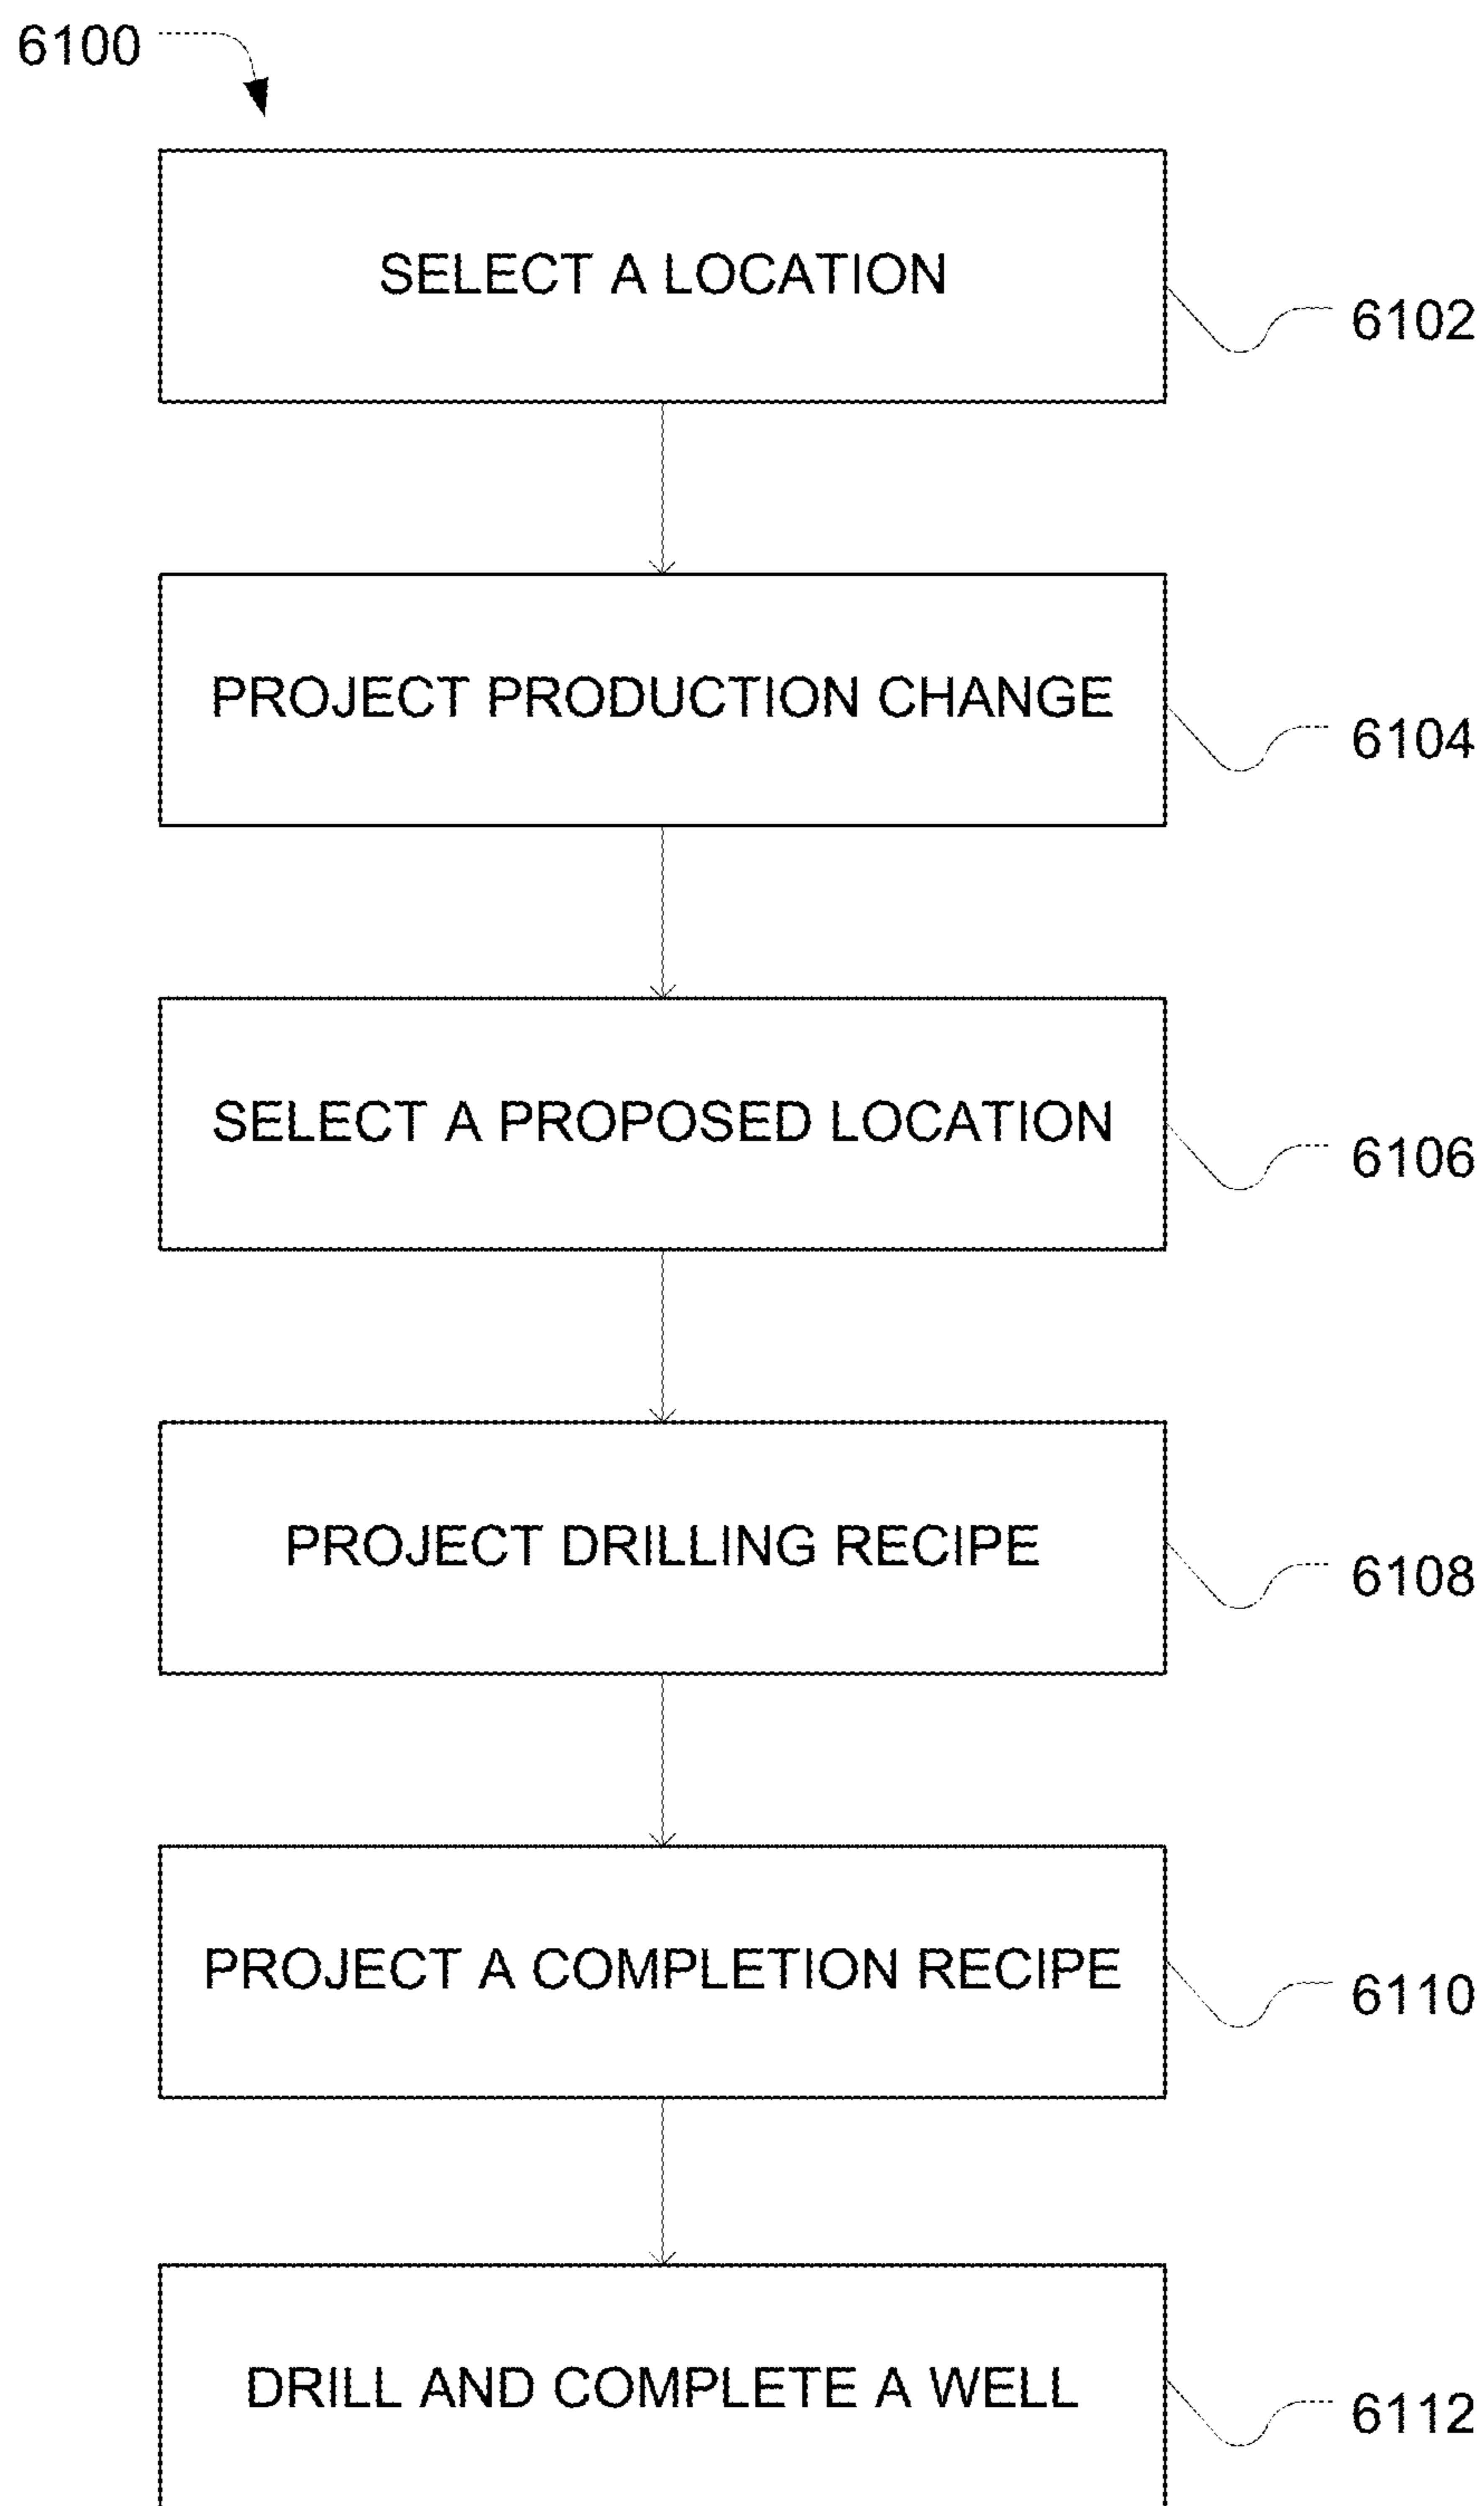 6100
SELECT A LOCATION
6102
PROJECT PRODUCTION CHANGE
6104
SELECT A PROPOSED LOCATION
6106
PROJECT DRILLING RECIPE
6108
PROJECT A COMPLETION RECIPE
6110
DRILL AND COMPLETE A WELL
6112